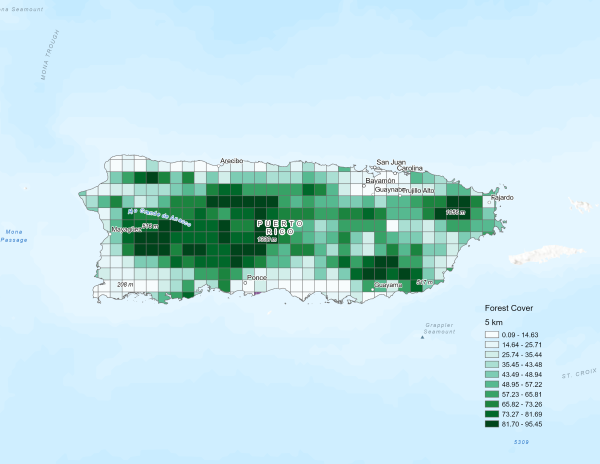 na Seamount
MONA TROUGH
Arecibo
San Juan
Carolina
Bayamón
Guaynabo
Trujillo Alto
Fajardo
Mayagüez
PUERTO
RICO
Mona
Passage
Ponce
Guayama
208 m
Grappler
Seamount
ST. CROIX
Forest Cover
5 km
0.09 - 14.63
14.64 - 25.71
25.74 - 35.44
35.45 - 43.48
43.49 - 48.94
48.95 - 57.22
57.23 - 65.81
65.82 - 73.26
73.27 - 81.69
81.70 - 95.45
5309